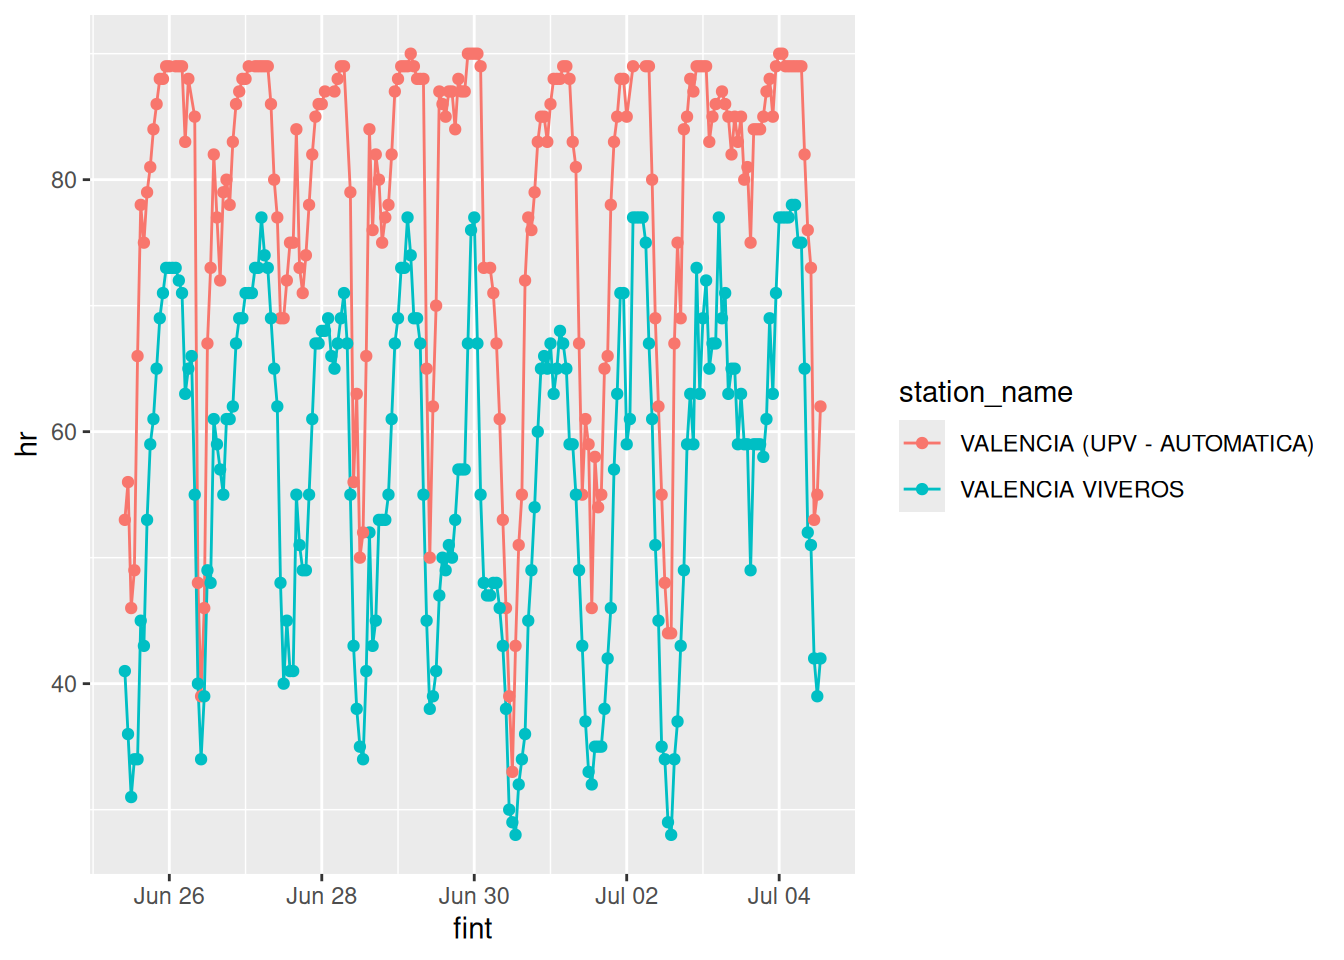 80
60
40
hr
Jun 26
Jun 28
Jun 30
Jul 02
Jul 04
fint
station_name
VALENCIA (UPV - AUTOMATICA)
VALENCIA VIVEROS